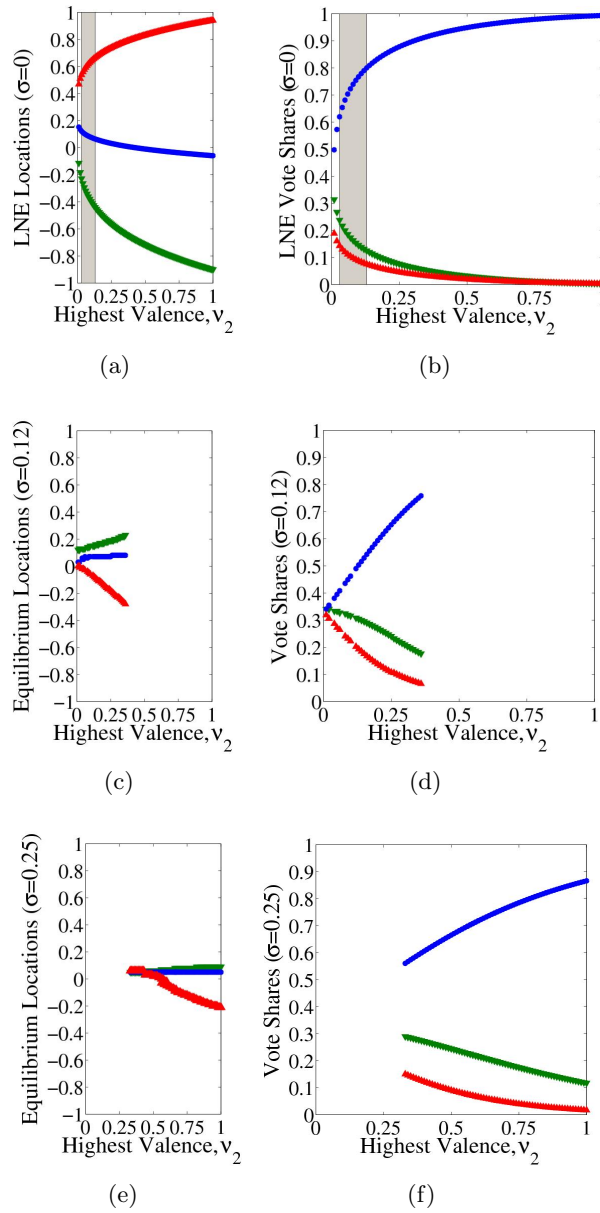 LNE Locations (σ=0)
1
0.8
0.6
0.4
0.2
0
−0.2
−0.4
−0.6
−0.8
−1
0 0.25 0.5 0.75 1
Highest Valence, ν2
(a)
LNE Vote Shares (σ=0)
1
0.9
0.8
0.7
0.6
0.5
0.4
0.3
0.2
0.1
0
0 0.25 0.5 0.75
Highest Valence, ν2
(b)
Equilibrium Locations (σ=0.12)
1
0.8
0.6
0.4
0.2
0
−0.2
−0.4
−0.6
−0.8
−1
0 0.25 0.5 0.75 1
Highest Valence, ν2
(c)
Vote Shares (σ=0.12)
1
0.9
0.8
0.7
0.6
0.5
0.4
0.3
0.2
0.1
0
0 0.25 0.5 0.75 1
Highest Valence, ν2
(d)
Equilibrium Locations (σ=0.25)
1
0.8
0.6
0.4
0.2
0
−0.2
−0.4
−0.6
−0.8
−1
0 0.25 0.5 0.75 1
Highest Valence, ν2
(e)
Vote Shares (σ=0.25)
1
0.9
0.8
0.7
0.6
0.5
0.4
0.3
0.2
0.1
0
0 0.25 0.5 0.75 1
Highest Valence, ν2
(f)